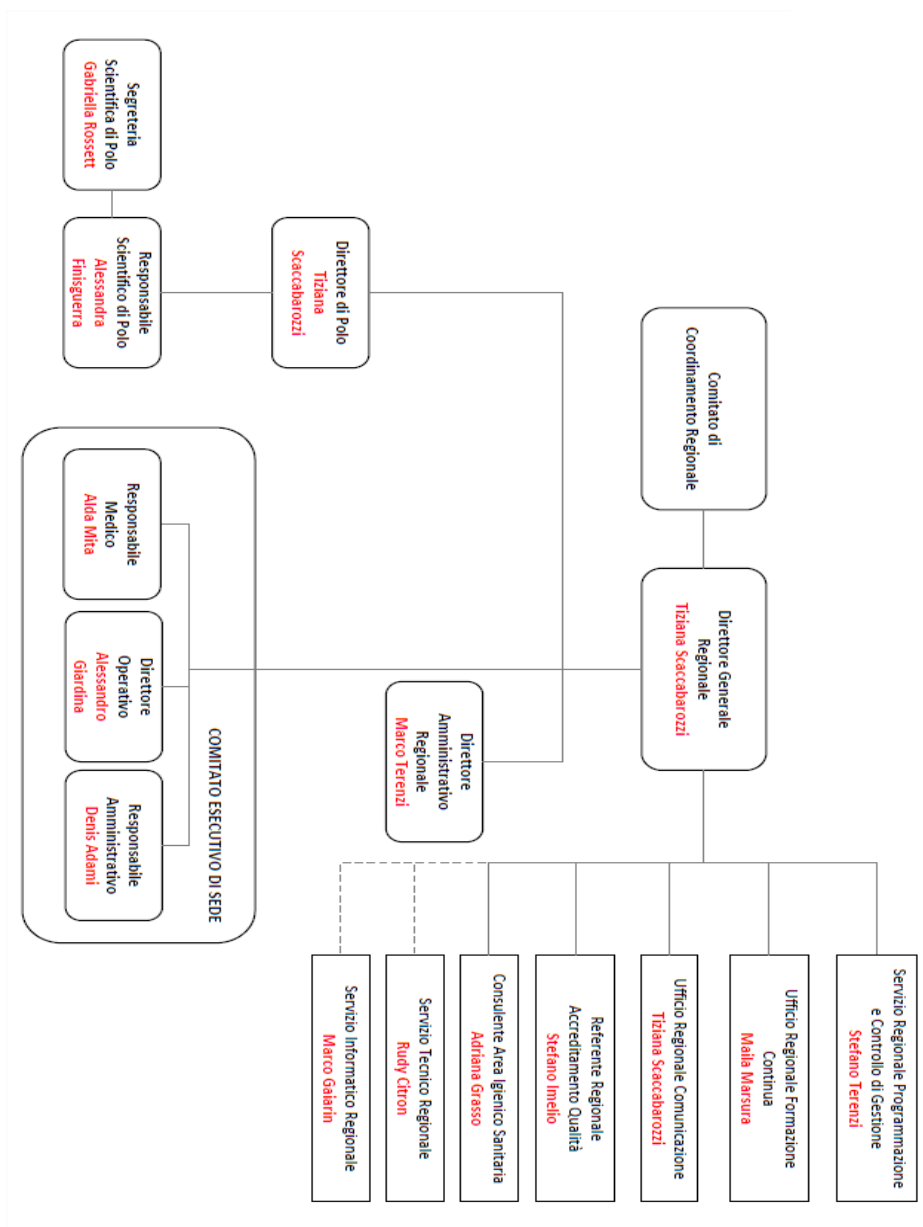 Servizio Regionale Programmazione
e Controllo di Gestione
Stefano Terenzi
Ufficio Regionale Formazione
Continua
Maila Marsura
Comitato di
Coordinamento Regionale
Direttore Generale
Regionale
Tiziana Scaccabarozzi
Ufficio Regionale Comunicazione
Tiziana Scaccabarozzi
Referente Regionale
Accreditamento Qualità
Stefano Imelio
Consulente Area Igienico Sanitaria
Adriana Grasso
Direttore
Amministrativo
Regionale
Marco Terenzi
Servizio Tecnico Regionale
Rudy Citron
Servizio Informatico Regionale
Marco Gaiarin
Direttore di Polo
Tiziana
Scaccabarozzi
COMITATO ESECUTIVO DI SEDE
Segreteria
Scientifica di Polo
Gabriella Rossett
Responsabile
Scientifico di Polo
Alessandra
Finisguerra
Responsabile
Medico
Alda Mita
Direttore
Operativo
Alessandro
Giardina
Responsabile
Amministrativo
Denis Adami